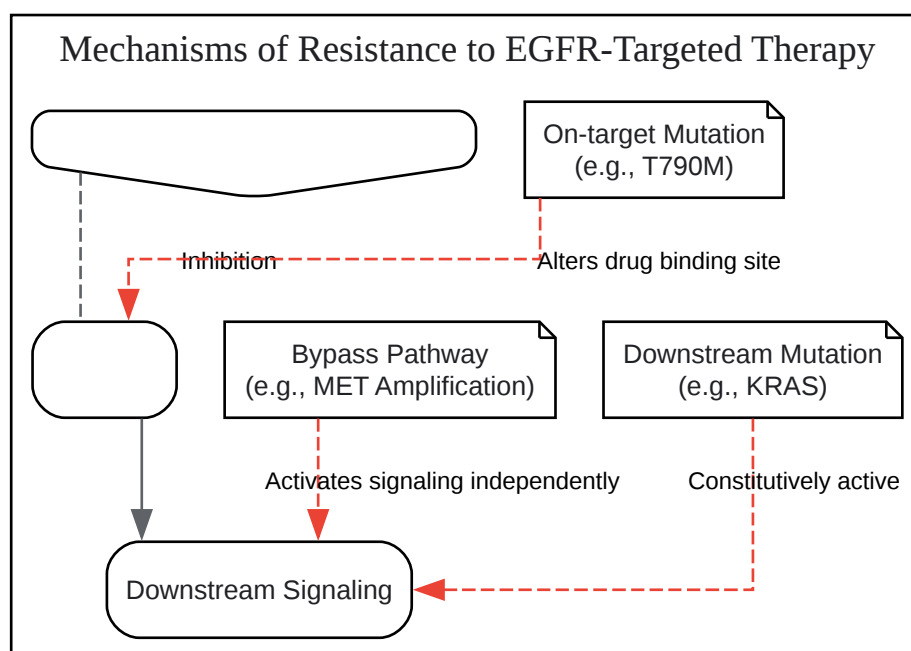 Mechanisms of Resistance to EGFR-Targeted Therapy
On-target Mutation
(e.g., T790M)
Inhibition
Alters drug binding site
Bypass Pathway
(e.g., MET Amplification)
Downstream Mutation
(e.g., KRAS)
Activates signaling independently
Constitutively active
Downstream Signaling